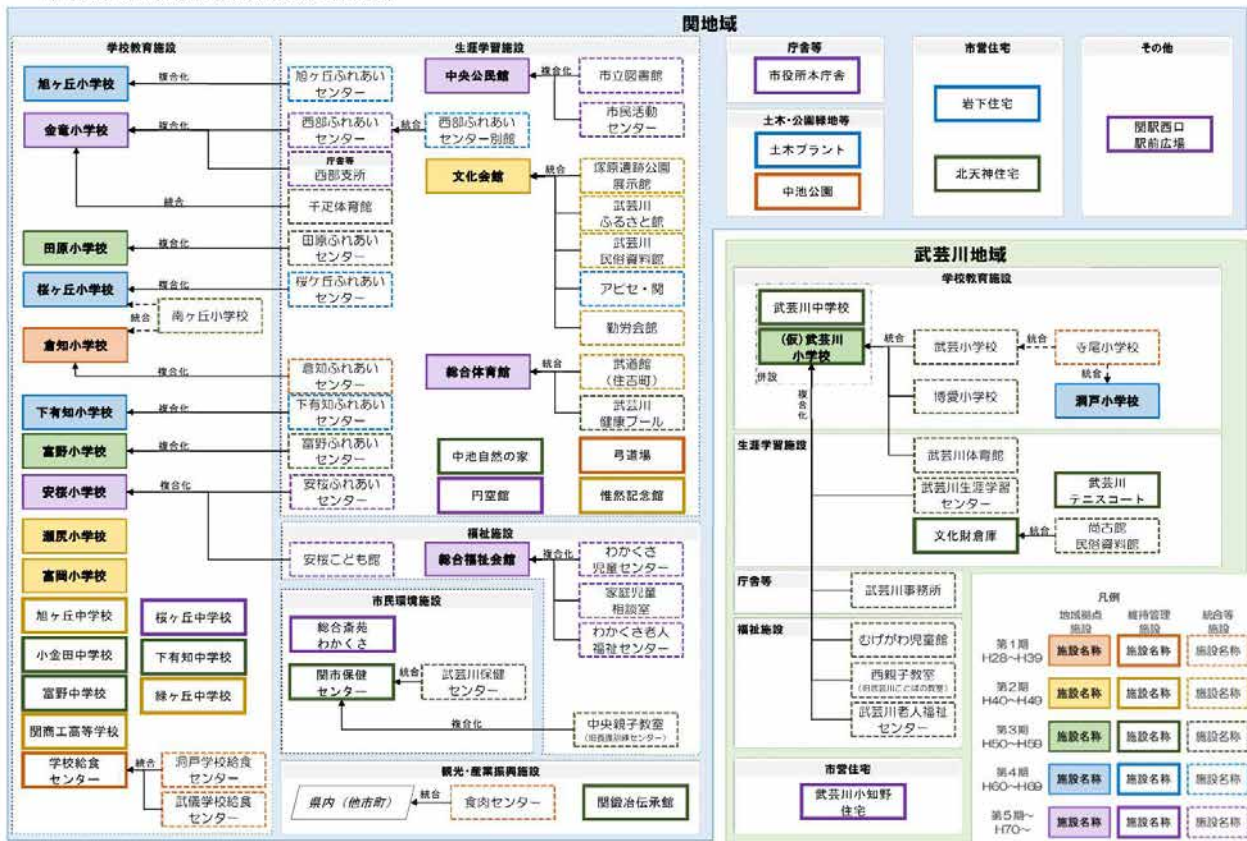 関地域
学校教育施設
旭ヶ丘小学校
複合化
金竜小学校
複合化
統合
田原小学校
複合化
桜ヶ丘小学校
複合化
統合
南ヶ丘小学校
倉知小学校
複合化
下有知小学校
複合化
富野小学校
複合化
安桜小学校
複合化
瀬尻小学校
富岡小学校
旭ヶ丘中学校
桜ヶ丘中学校
小金田中学校
下有知中学校
富野中学校
緑ヶ丘中学校
関商工高等学校
学校給食
センター
統合
洞戸学校給食
センター
武儀学校給食
センター
生涯学習施設
旭ヶ丘ふれあい
センター
西部ふれあい
センター
統合
西部ふれあい
センター別館
庁舎等
西部支所
千疋体育館
田原ふれあい
センター
桜ケ丘ふれあい
センター
倉知ふれあい
センター
下有知ふれあい
センター
富野ふれあい
センター
安桜ふれあい
センター
中央公民館
複合化
市立図書館
市民活動
センター
文化会館
統合
塚原遺跡公園
展示館
武芸川
ふるさと館
武芸川
民俗資料館
アピセ・関
勤労会館
総合体育館
統合
武道館
(住吉町)
武芸川
健康プール
中池自然の家
弓道場
円空館
惟然記念館
福祉施設
安桜こども館
総合福祉会館
複合化
わかくさ
児童センター
家庭児童
相談室
わかくさ老人
福祉センター
市民環境施設
総合斎苑
わかくさ
関市保健
センター
統合
武芸川保健
センター
複合化
中央親子教室
観光・産業振興施設
県内（他市町）
統合
食肉センター
関鍛冶伝承館
庁舎等
市役所本庁舎
土木・公園緑地等
土木プラント
中池公園
市営住宅
岩下住宅
北天神住宅
その他
関駅西口
駅前広場
武芸川地域
学校教育施設
武芸川中学校
(仮)武芸川
小学校
併設
統合
武芸小学校
統合
寺尾小学校
統合
博愛小学校
洞戸小学校
複合化
生涯学習施設
武芸川体育館
武芸川生涯学習
センター
武芸川
テニスコート
文化財倉庫
統合
尚古館
民俗資料館
庁舎等
武芸川事務所
福祉施設
むげがわ児童館
西親子教室
(旧武芸川ことばの教室)
武芸川老人福祉
センター
市営住宅
武芸川小知野
住宅
凡例
地域拠点
施設
維持管理
施設
統合等
施設
第1期
H28～H39
施設名称
施設名称
施設名称
第2期
H40～H49
施設名称
施設名称
施設名称
第3期
H50～H59
施設名称
施設名称
施設名称
第4期
H60～H69
施設名称
施設名称
施設名称
第5期～
H70～
施設名称
施設名称
施設名称